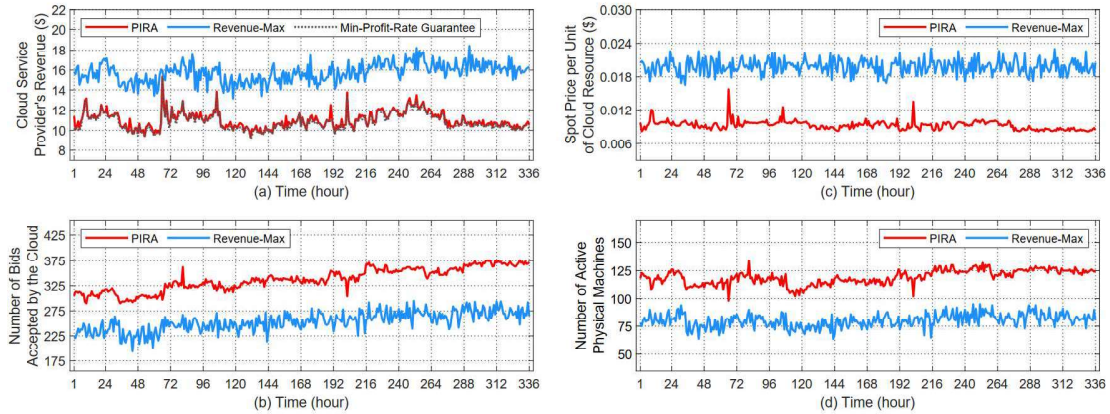 22
20
18
16
14
12
10
8
Cloud Service
Provider's Revenue ($)
PIRA Revenue-Max Min-Profit-Rate Guarantee
1 24 48 72 96 120 144 168 192 216 240 264 288 312 336
(a) Time (hour)
0.030
0.024
0.018
0.012
0.006
Spot Price per Unit
of Cloud Resource ($)
PIRA Revenue-Max
1 24 48 72 96 120 144 168 192 216 240 264 288 312 336
(c) Time (hour)
425
375
325
275
225
175
Number of Bids
Accepted by the Cloud
PIRA Revenue-Max
1 24 48 72 96 120 144 168 192 216 240 264 288 312 336
(b) Time (hour)
150
125
100
75
50
Number of Active
Physical Machines
PIRA Revenue-Max
1 24 48 72 96 120 144 168 192 216 240 264 288 312 336
(d) Time (hour)